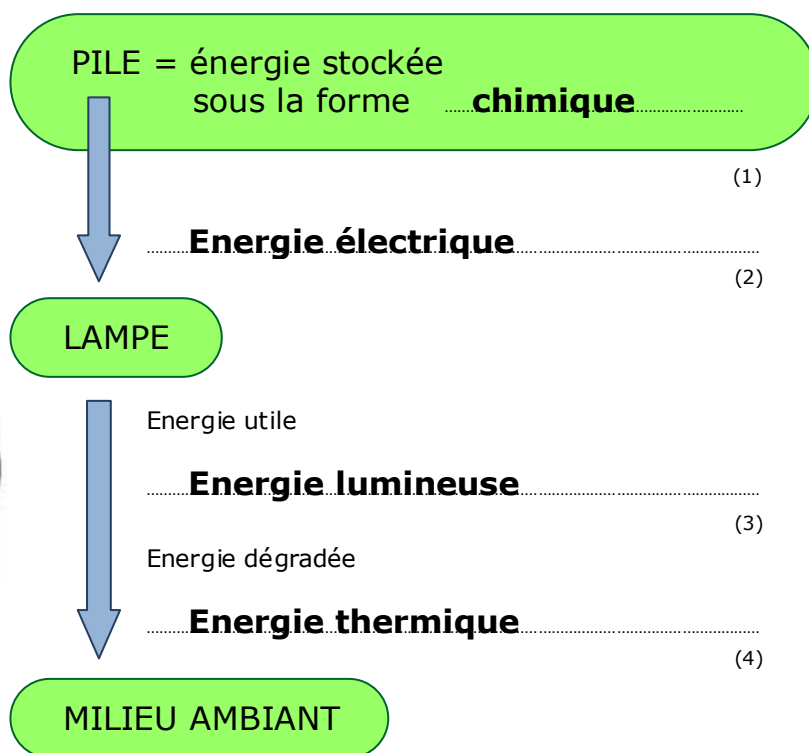 PILE = énergie stockée
sous la forme chimique
(1)
Energie électrique
(2)
LAMPE
Energie utile
Energie lumineuse
(3)
Energie dégradée
Energie thermique
(4)
MILIEU AMBIANT